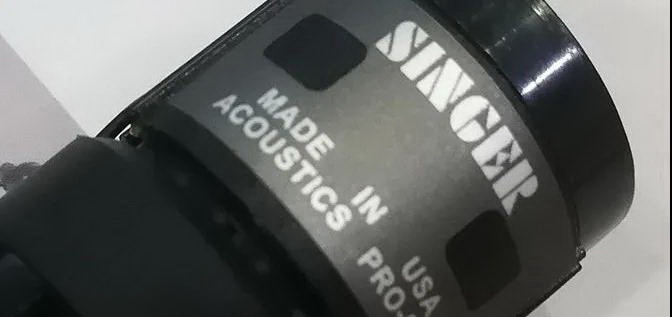 SINGER
MADE IN USA
ACOUSTICS PRO-